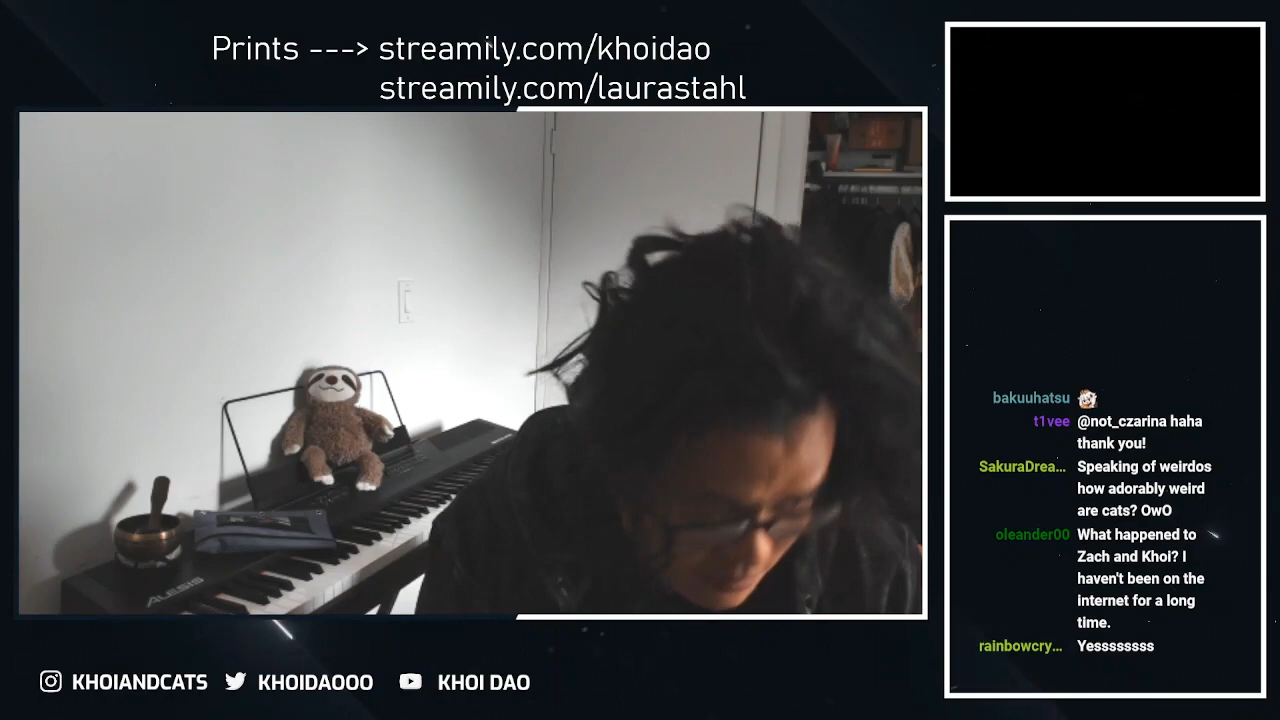 Prints ---> streamily.com/khoidao
streamily.com/laurastahl
ALESIS
bakuuhatsu
t1vee @not_czarina haha
thank you!
SakuraDrea... Speaking of weirdos
how adorably weird
are cats? OwO
oleander00 What happened to
Zach and Khoi? I
haven't been on the
internet for a long
time.
rainbowcry... Yessssssss
KHOIANDCATS KHOIDAOOO KHOI DAO